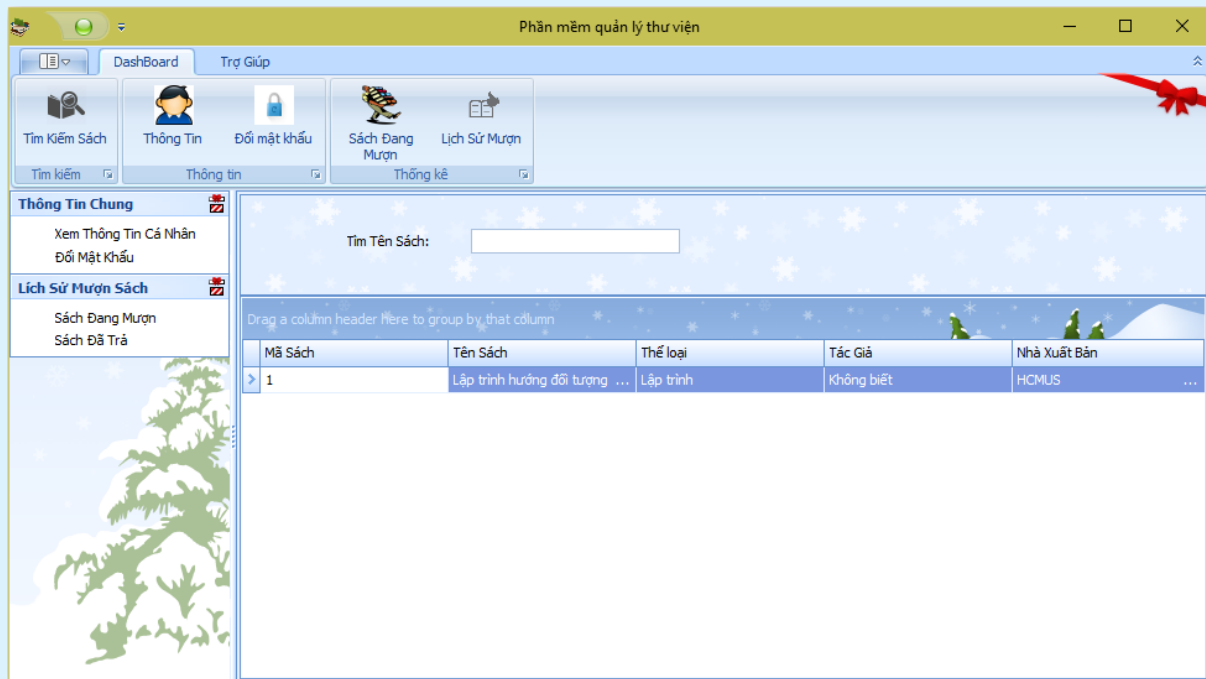 Phần mềm quản lý thư viện
DashBoard
Trợ Giúp
Tìm Kiếm Sách
Thông Tin
Đổi mật khẩu
Sách Đang
Mượn
Lịch Sử Mượn
Tìm kiếm
Thông tin
Thống kê
Thông Tin Chung
Xem Thông Tin Cá Nhân
Đổi Mật Khẩu
Lích Sử Mượn Sách
Sách Đang Mượn
Sách Đã Trả
Tìm Tên Sách:
Drag a column header here to group by that column
Mã Sách Tên Sách Thể loại Tác Giả Nhà Xuất Bản
1 Lập trình hướng đối tượng ... Lập trình Không biết HCMUS ...